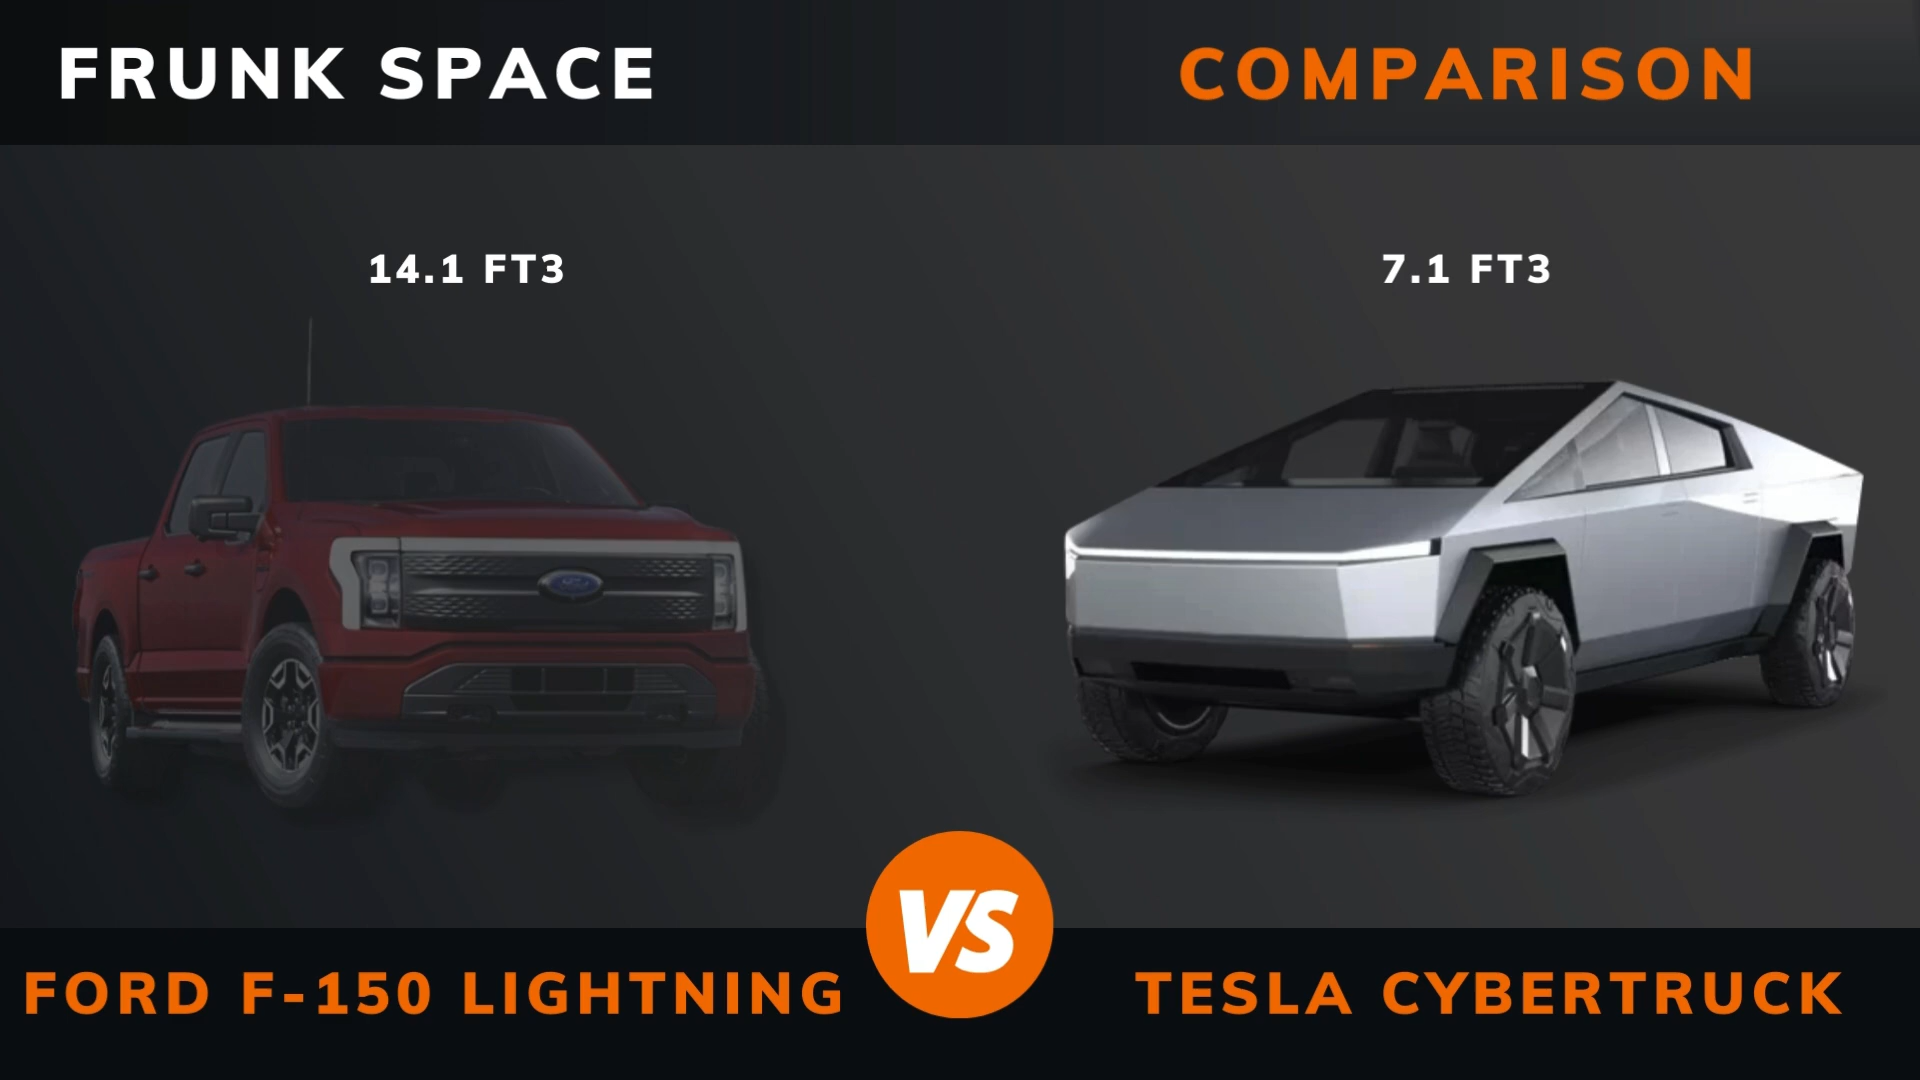 FRUNK SPACE
COMPARISON
14.1 FT3
7.1 FT3
VS
FORD F-150 LIGHTNING
TESLA CYBERTRUCK